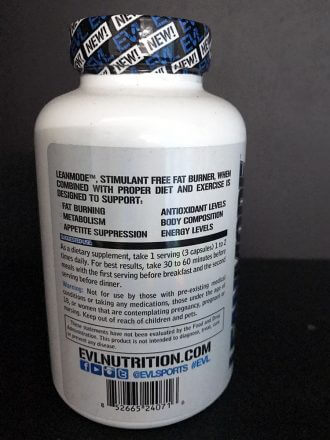 NEW! EVL NEW! EVL NEW!
LEANMODE™, STIMULANT FREE FAT BURNER, WHEN
COMBINED WITH PROPER DIET AND EXERCISE IS
DESIGNED TO SUPPORT:
FAT BURNING ANTIOXIDANT LEVELS
METABOLISM BODY COMPOSITION
APPETITE SUPPRESSION ENERGY LEVELS
As a dietary supplement, take 1 serving (3 capsules) 1 to 2
times daily. For best results, take 30 to 60 minutes before
meals with the first serving before breakfast and the second
serving before dinner.
Warning: Not for use by those with pre-existing medical
conditions or taking any medications, those under the age of
18, or women that are contemplating pregnancy, pregnant or
nursing. Keep out of reach of children and pets.
These statements have not been evaluated by the Food and Drug
Administration. This product is not intended to diagnose, treat, cure
or prevent any disease.
EVLNUTRITION.COM
@EVLSPORTS #EVL
8 52665 24071 8